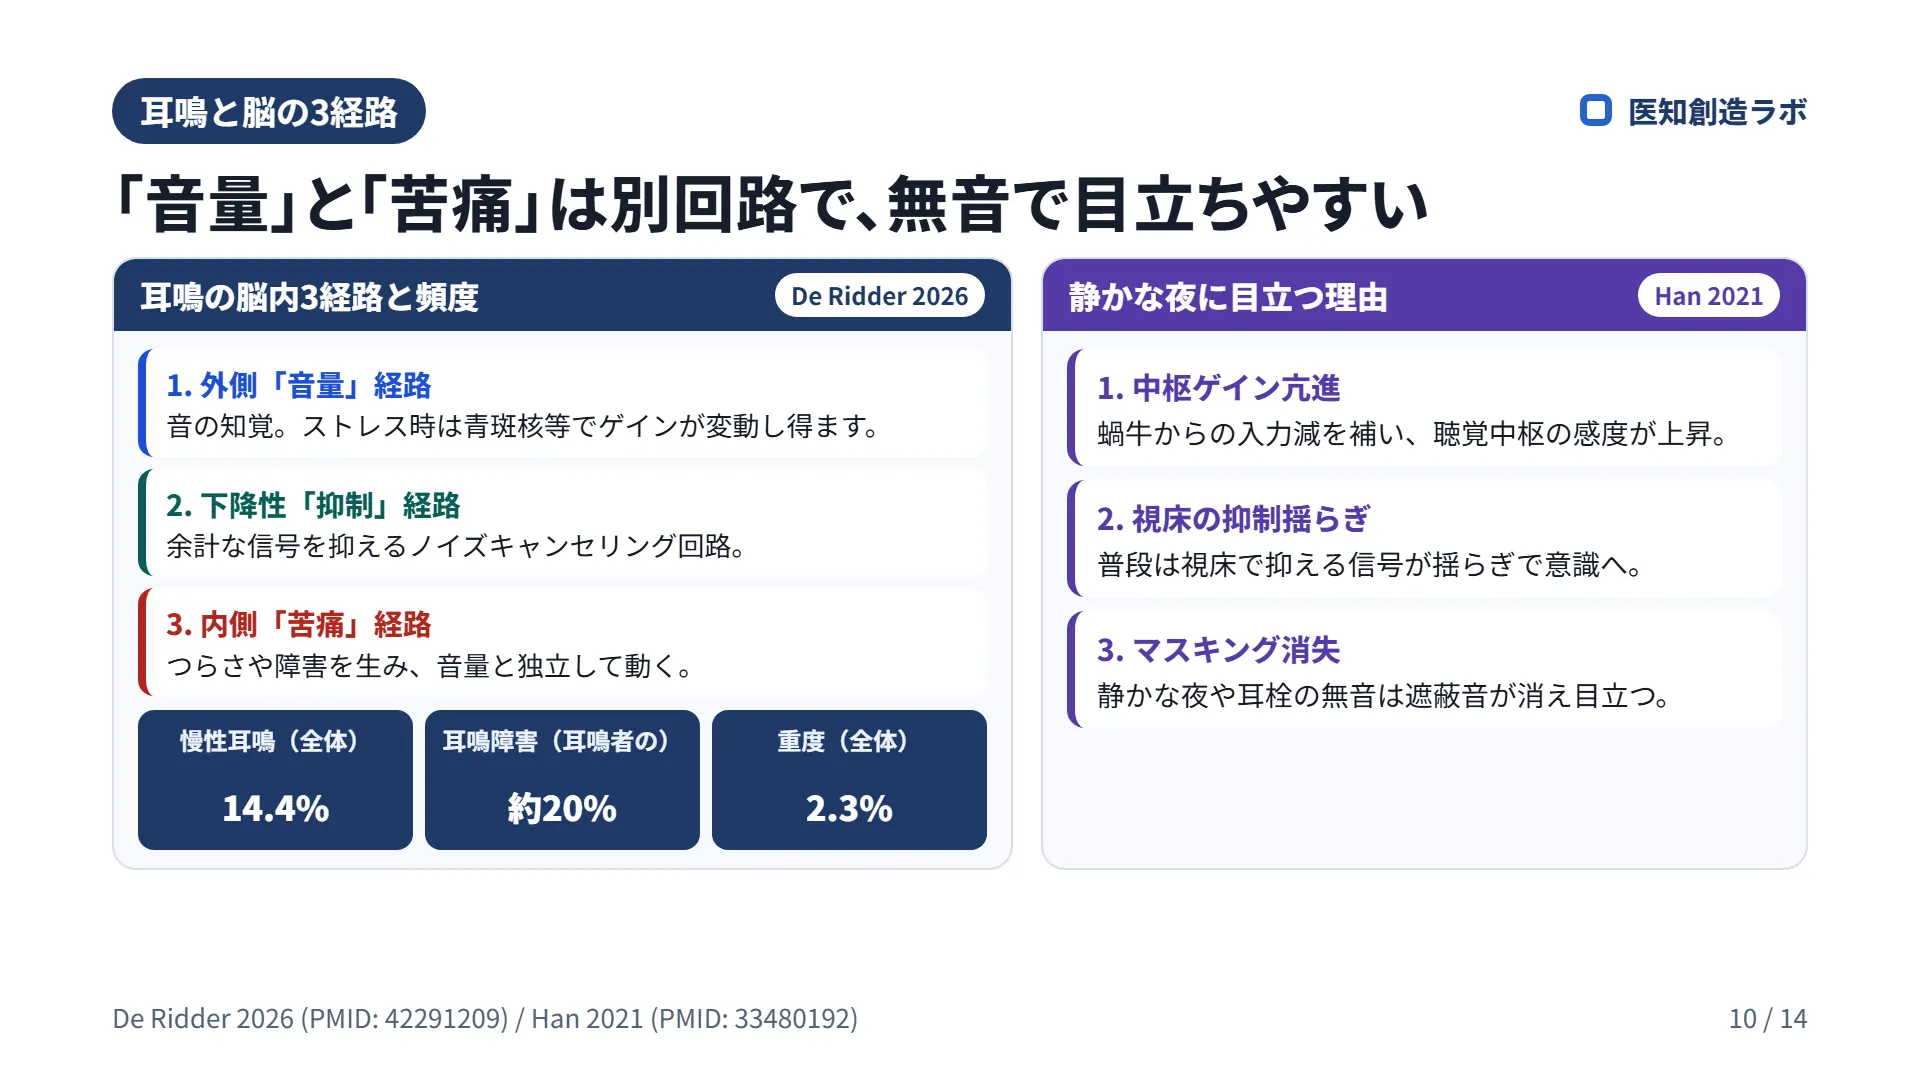 耳鳴と脳の3経路
医知創造ラボ
「音量」と「苦痛」は別回路で、無音で目立ちやすい
耳鳴の脳内3経路と頻度
De Ridder 2026
1. 外側「音量」経路
音の知覚。ストレス時は青斑核等でゲインが変動し得ます。
2. 下降性「抑制」経路
余計な信号を抑えるノイズキャンセリング回路。
3. 内側「苦痛」経路
つらさや障害を生み、音量と独立して動く。
慢性耳鳴（全体）
14.4%
耳鳴障害（耳鳴者の）
約20%
重度（全体）
2.3%
静かな夜に目立つ理由
Han 2021
1. 中枢ゲイン亢進
蝸牛からの入力減を補い、聴覚中枢の感度が上昇。
2. 視床の抑制揺らぎ
普段は視床で抑える信号が揺らぎで意識へ。
3. マスキング消失
静かな夜や耳栓の無音は遮蔽音が消え目立つ。
De Ridder 2026 (PMID: 42291209) / Han 2021 (PMID: 33480192)
10 / 14